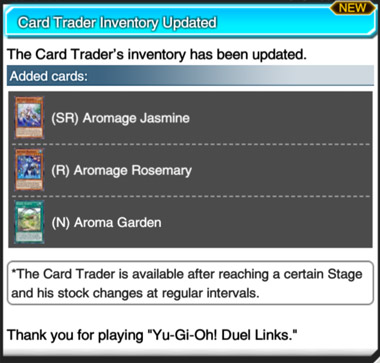 NEW
Card Trader Inventory Updated
The Card Trader's inventory has been updated.
Added cards:
(SR) Aromage Jasmine
(R) Aromage Rosemary
(N) Aroma Garden
*The Card Trader is available after reaching a certain Stage
and his stock changes at regular intervals.
Thank you for playing "Yu-Gi-Oh! Duel Links."